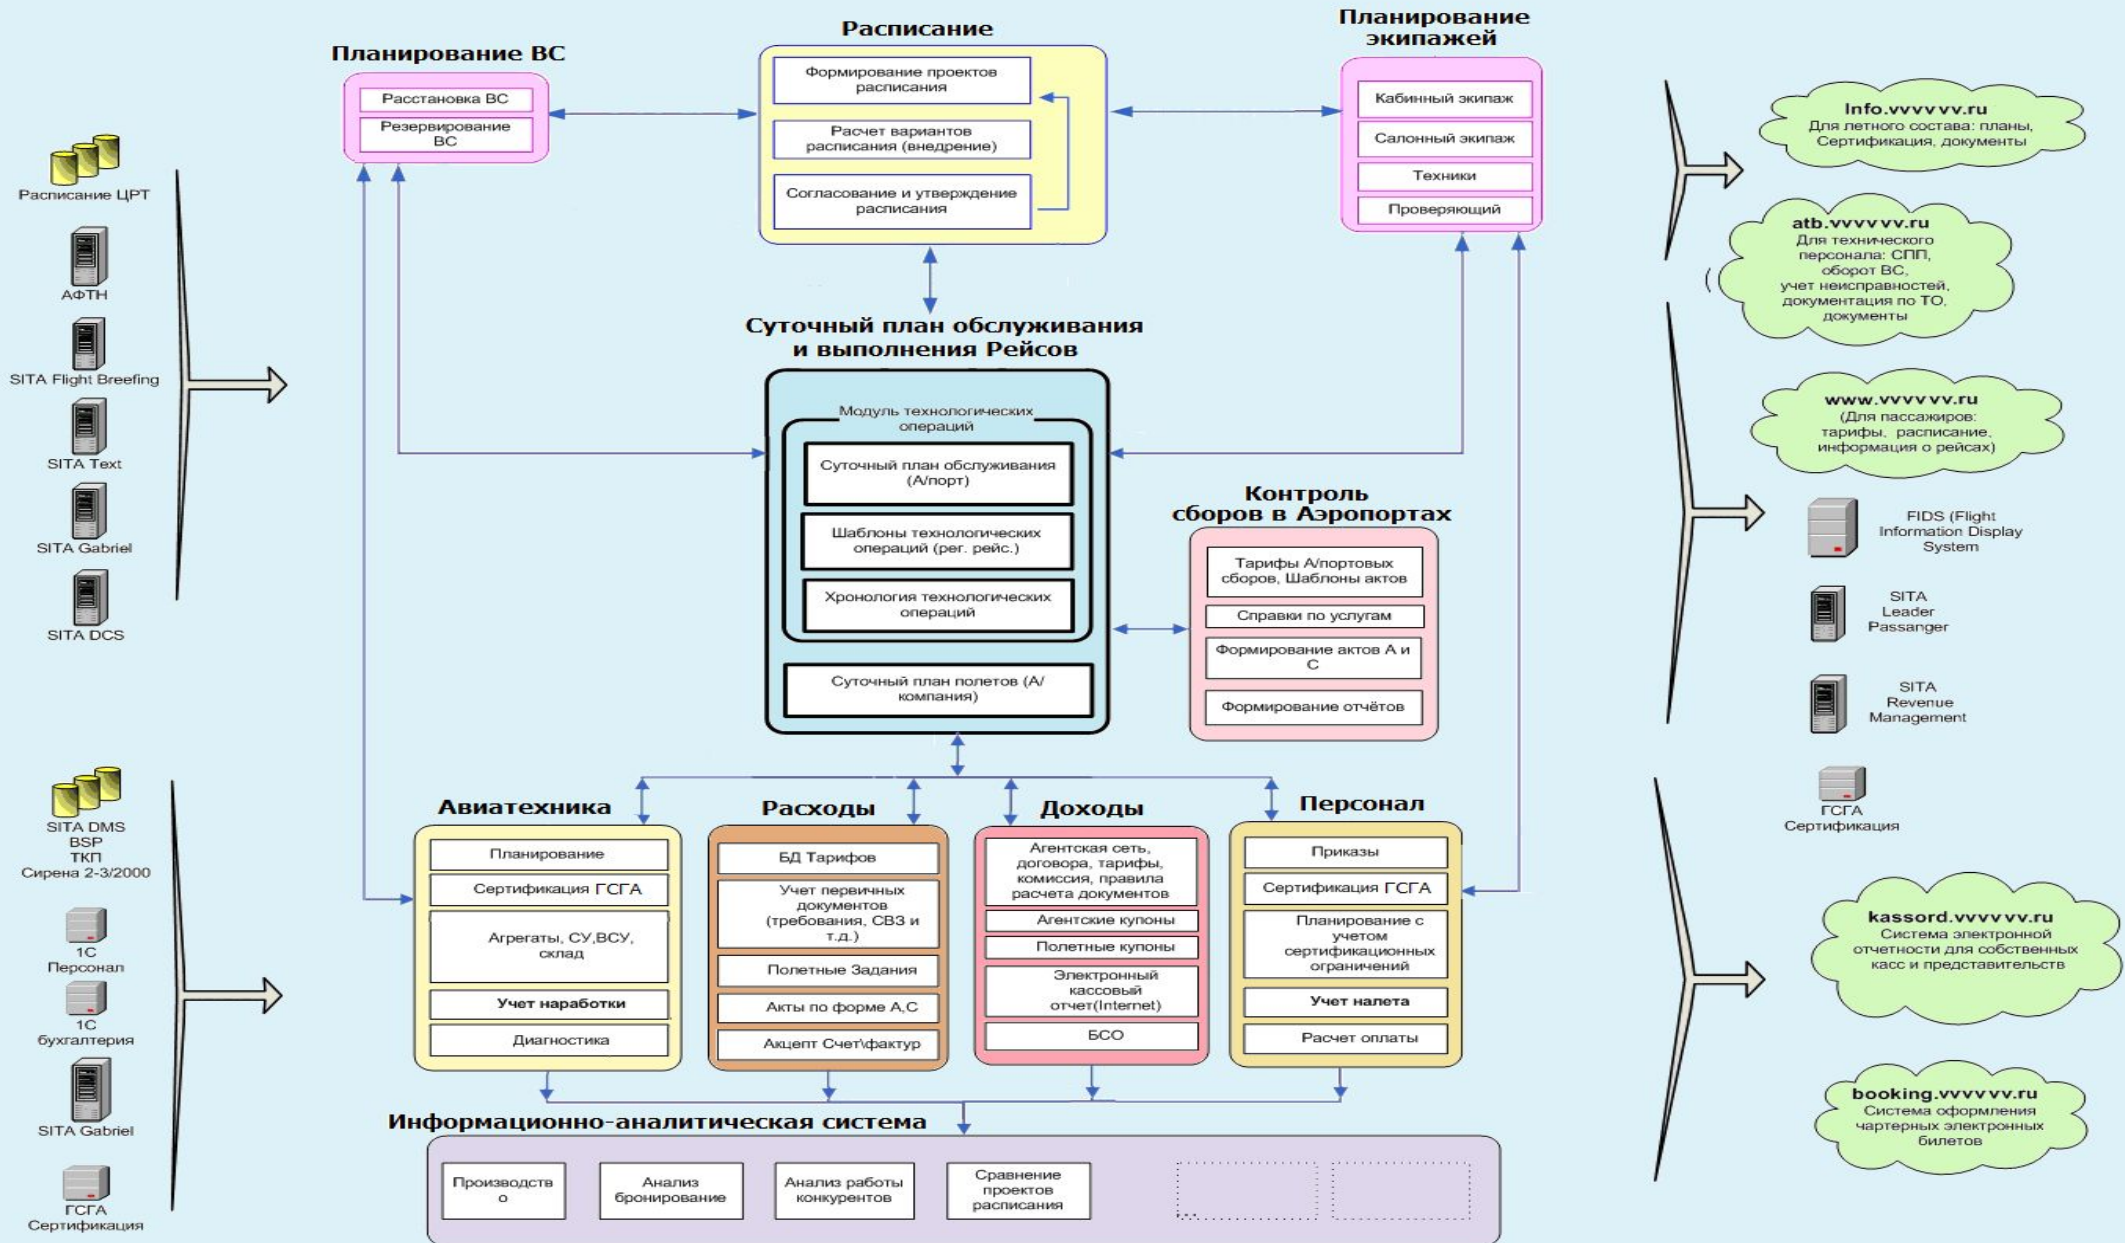 Расписание ЦРТ
АФТН
SITA Flight Breefing
SITA Text
SITA Gabriel
SITA DCS
SITA DMS
BSP
ТКП
Сирена 2-3/2000
1С
Персонал
1С
бухгалтерия
SITA Gabriel
ГСГА
Сертификация
Планирование ВС
Расстановка ВС
Резервирование
ВС
Расписание
Формирование проектов
расписания
Расчет вариантов
расписания (внедрение)
Согласование и утверждение
расписания
Планирование
экипажей
Кабинный экипаж
Салонный экипаж
Техники
Проверяющий
Суточный план обслуживания
и выполнения Рейсов
Модуль технологических
операций
Суточный план обслуживания
(А/порт)
Шаблоны технологических
операций (рег. рейс.)
Хронология технологических
операций
Суточный план полетов (А/
компания)
Контроль
сборов в Аэропортах
Тарифы А/портовых
сборов, Шаблоны актов
Справки по услугам
Формирование актов А и
С
Формирование отчётов
Авиатехника
Планирование
Сертификация ГСГА
Агрегаты, СУ,ВСУ,
склад
Учет наработки
Диагностика
Расходы
БД Тарифов
Учет первичных
документов
(требования, СВЗ и
т.д.)
Полетные Задания
Акты по форме А,С
Акцепт Счет\фактур
Доходы
Агентская сеть,
договора, тарифы,
комиссия, правила
расчета документов
Агентские купоны
Полетные купоны
Электронный
кассовый
отчет(Internet)
БСО
Персонал
Приказы
Сертификация ГСГА
Планирование с
учетом
сертификационных
ограничений
Учет налета
Расчет оплаты
Информационно-аналитическая система
Производств
о
Анализ
бронирование
Анализ работы
конкурентов
Сравнение
проектов
расписания
...
Info.vvvvvv.ru
Для летного состава: планы,
Сертификация, документы
atb.vvvvvv.ru
Для технического
персонала: СПП,
оборот ВС,
учет неисправностей,
документация по ТО,
документы
www.vvvvvv.ru
(Для пассажиров:
тарифы, расписание,
информация о рейсах)
FIDS (Flight
Information Display
System
SITA
Leader
Passanger
SITA
Revenue
Management
ГСГА
Сертификация
kassord.vvvvvv.ru
Система электронной
отчетности для собственных
касс и представительств
booking.vvvvvv.ru
Система оформления
чартерных электронных
билетов